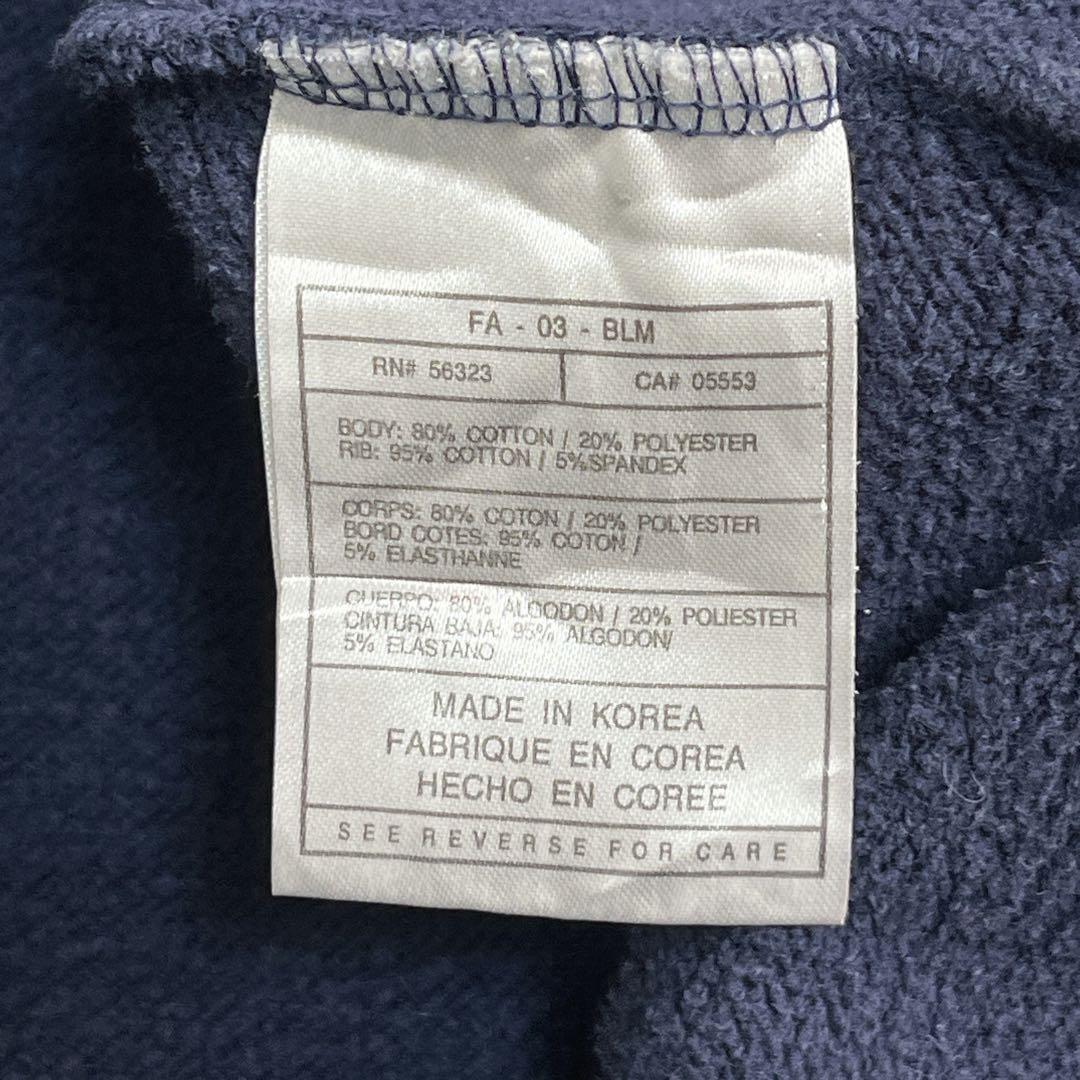 FA - 03 - BLM
RN# 56323
CA# 05553
BODY: 80% COTTON / 20% POLYESTER
RIB: 95% COTTON / 5%SPANDEX
CORPS: 80% COTON / 20% POLYESTER
BORD COTES: 95% COTON /
5% ELASTHANNE
CUERPO: 80% ALGODON / 20% POLIESTER
CINTURA BAJA: 95% ALGODON/
5% ELASTANO
MADE IN KOREA
FABRIQUE EN COREA
HECHO EN COREE
SEE REVERSE FOR CARE